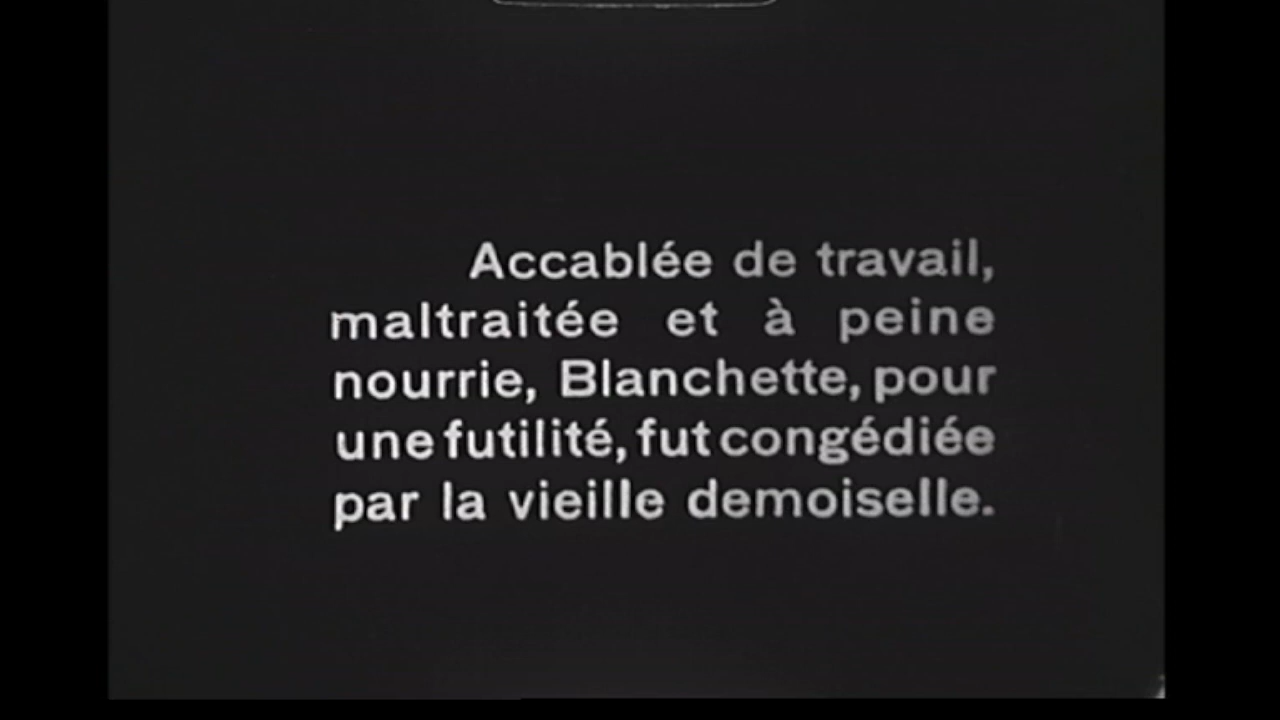 Accablée de travail,
maltraitée et à peine
nourrie, Blanchette, pour
une futilité, fut congédiée
par la vieille demoiselle.